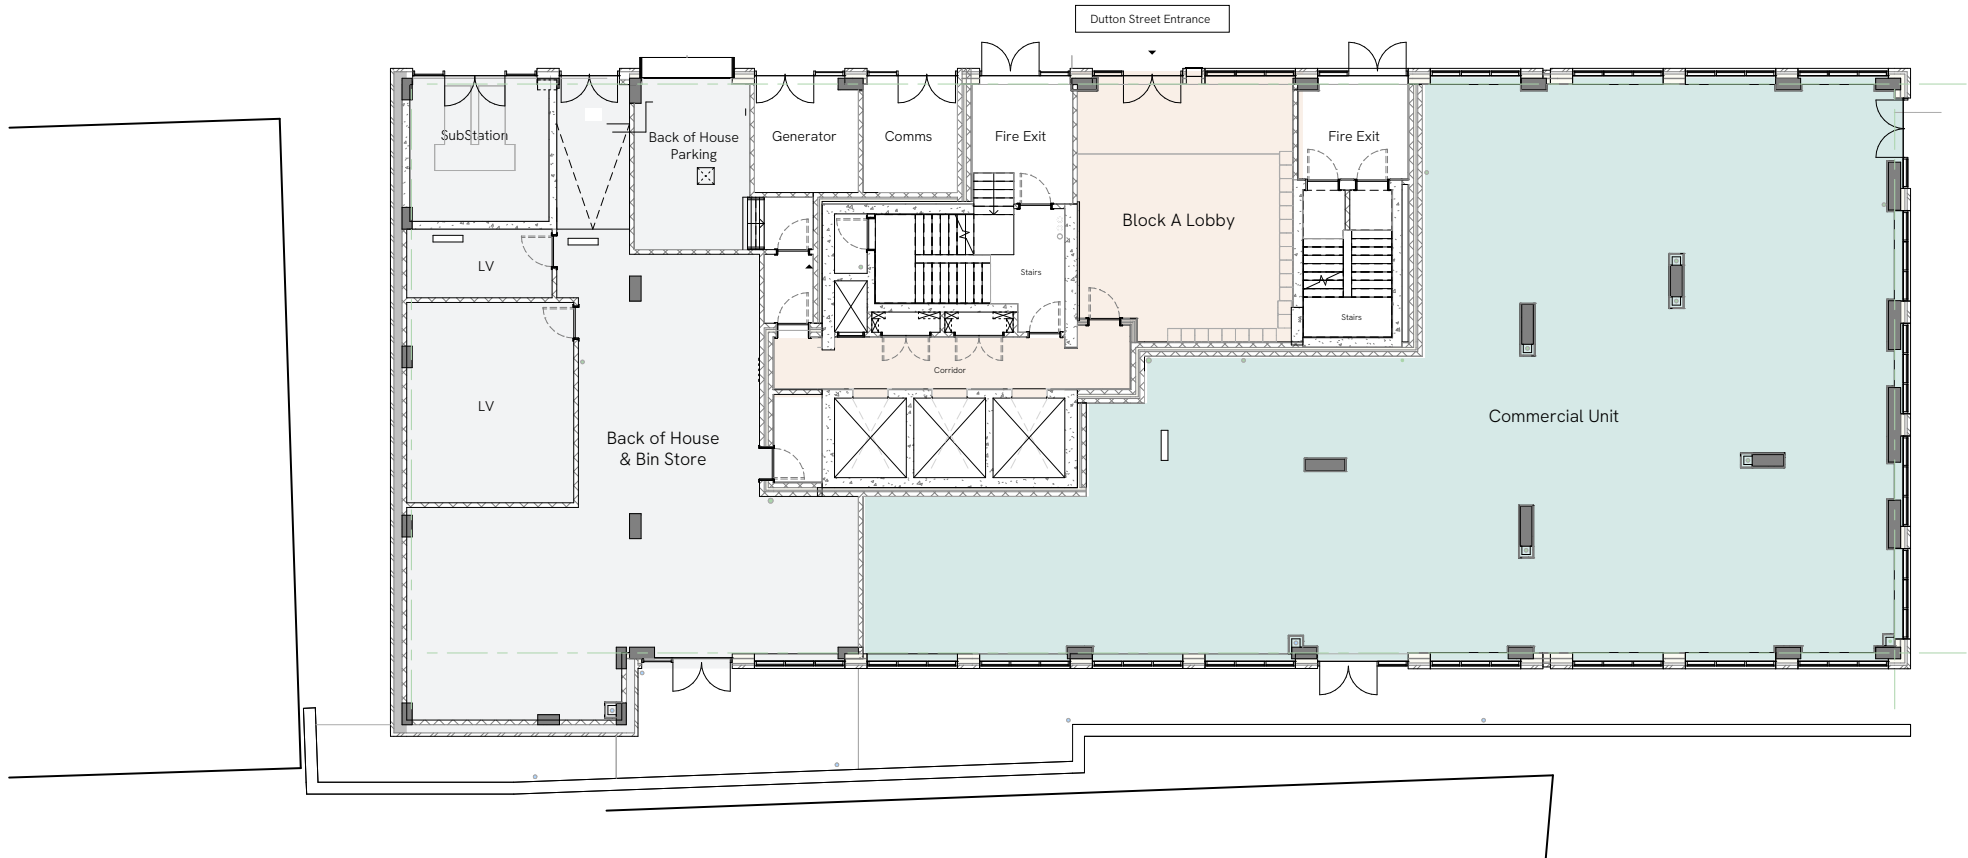 Dutton Street Entrance
SubStation
Back of House
Parking
Generator
Comms
Fire Exit
Fire Exit
Block A Lobby
LV
Stairs
Stairs
Corridor
LV
Back of House
& Bin Store
Commercial Unit